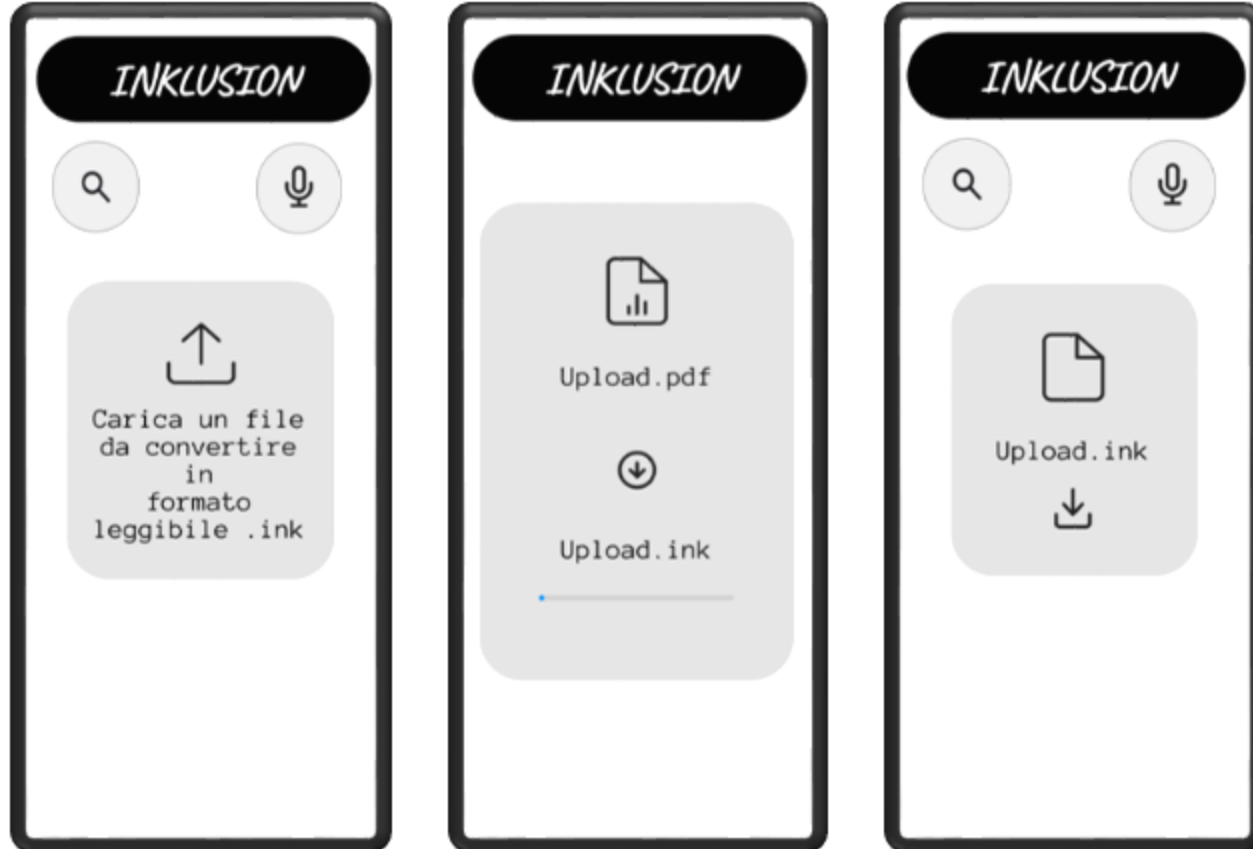 INKLUSION
Carica un file
da convertire
in
formato
leggibile .ink
INKLUSION
Upload.pdf
Upload.ink
INKLUSION
Upload.ink